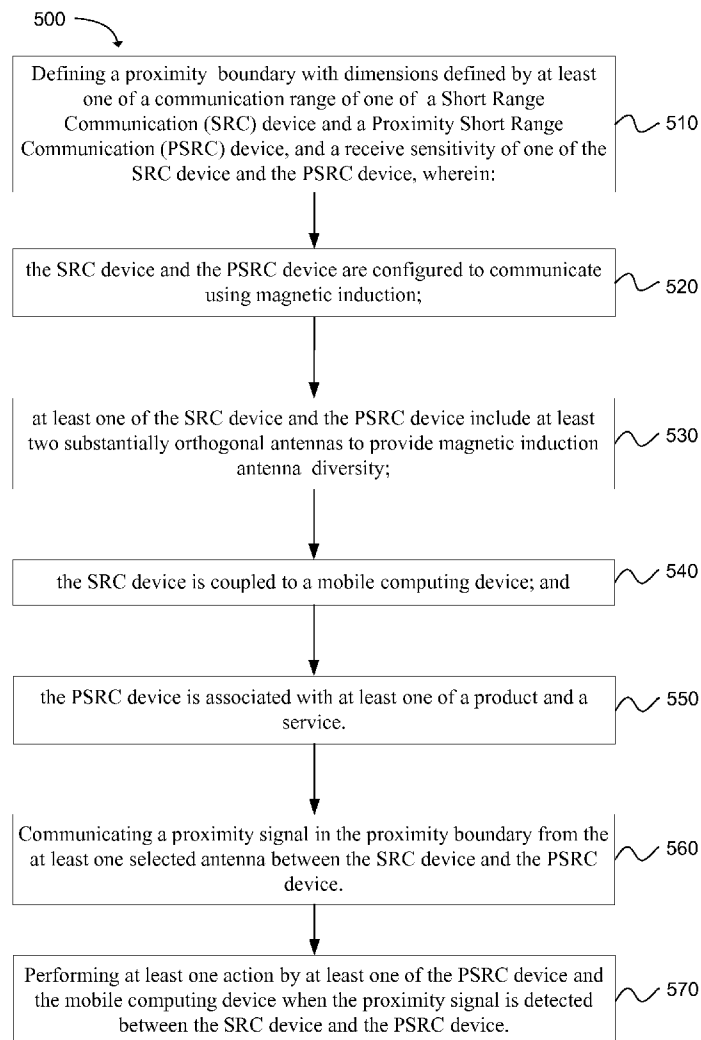 500
Defining a proximity boundary with dimensions defined by at least
one of a communication range of one of a Short Range
Communication (SRC) device and a Proximity Short Range
Communication (PSRC) device, and a receive sensitivity of one of the
SRC device and the PSRC device, wherein:
510
the SRC device and the PSRC device are configured to communicate
using magnetic induction;
520
at least one of the SRC device and the PSRC device include at least
two substantially orthogonal antennas to provide magnetic induction
antenna diversity;
530
the SRC device is coupled to a mobile computing device; and
540
the PSRC device is associated with at least one of a product and a
service.
550
Communicating a proximity signal in the proximity boundary from the
at least one selected antenna between the SRC device and the PSRC
device.
560
Performing at least one action by at least one of the PSRC device and
the mobile computing device when the proximity signal is detected
between the SRC device and the PSRC device.
570